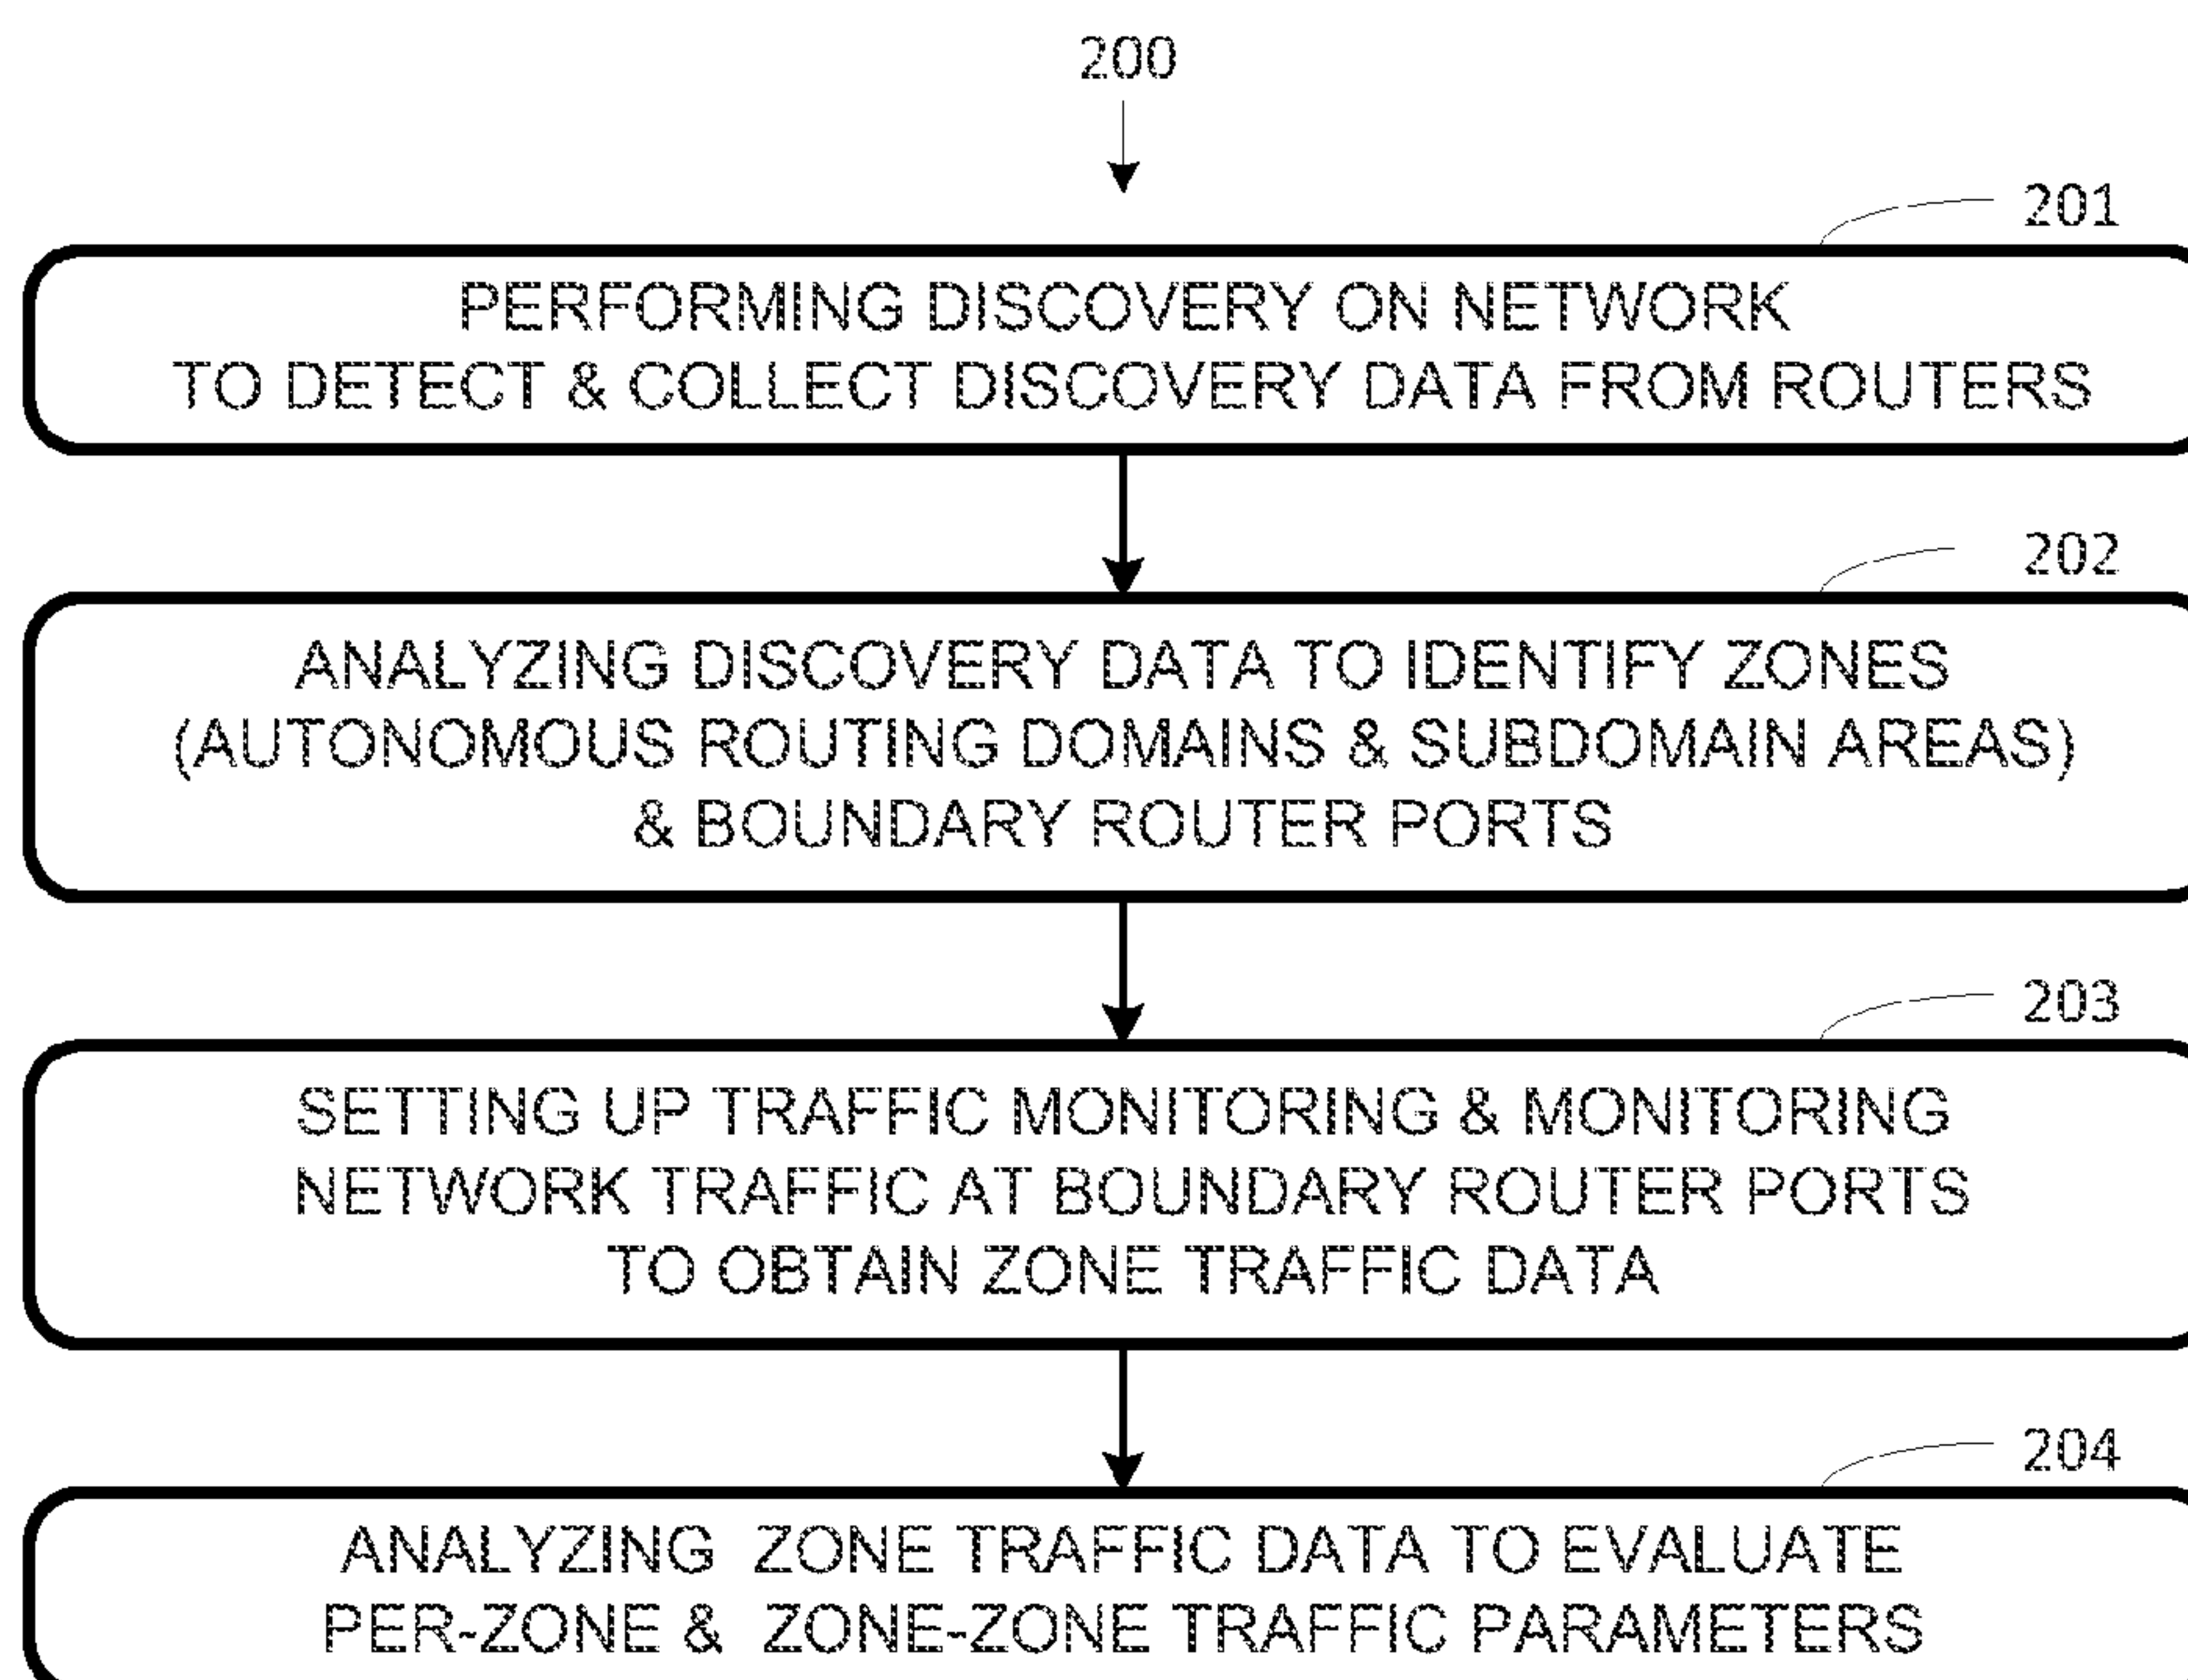 200
201
PERFORMING DISCOVERY ON NETWORK
TO DETECT & COLLECT DISCOVERY DATA FROM ROUTERS
202
ANALYZING DISCOVERY DATA TO IDENTIFY ZONES
(AUTONOMOUS ROUTING DOMAINS & SUBDOMAIN AREAS)
& BOUNDARY ROUTER PORTS
203
SETTING UP TRAFFIC MONITORING & MONITORING
NETWORK TRAFFIC AT BOUNDARY ROUTER PORTS
TO OBTAIN ZONE TRAFFIC DATA
204
ANALYZING ZONE TRAFFIC DATA TO EVALUATE
PER-ZONE & ZONE-ZONE TRAFFIC PARAMETERS